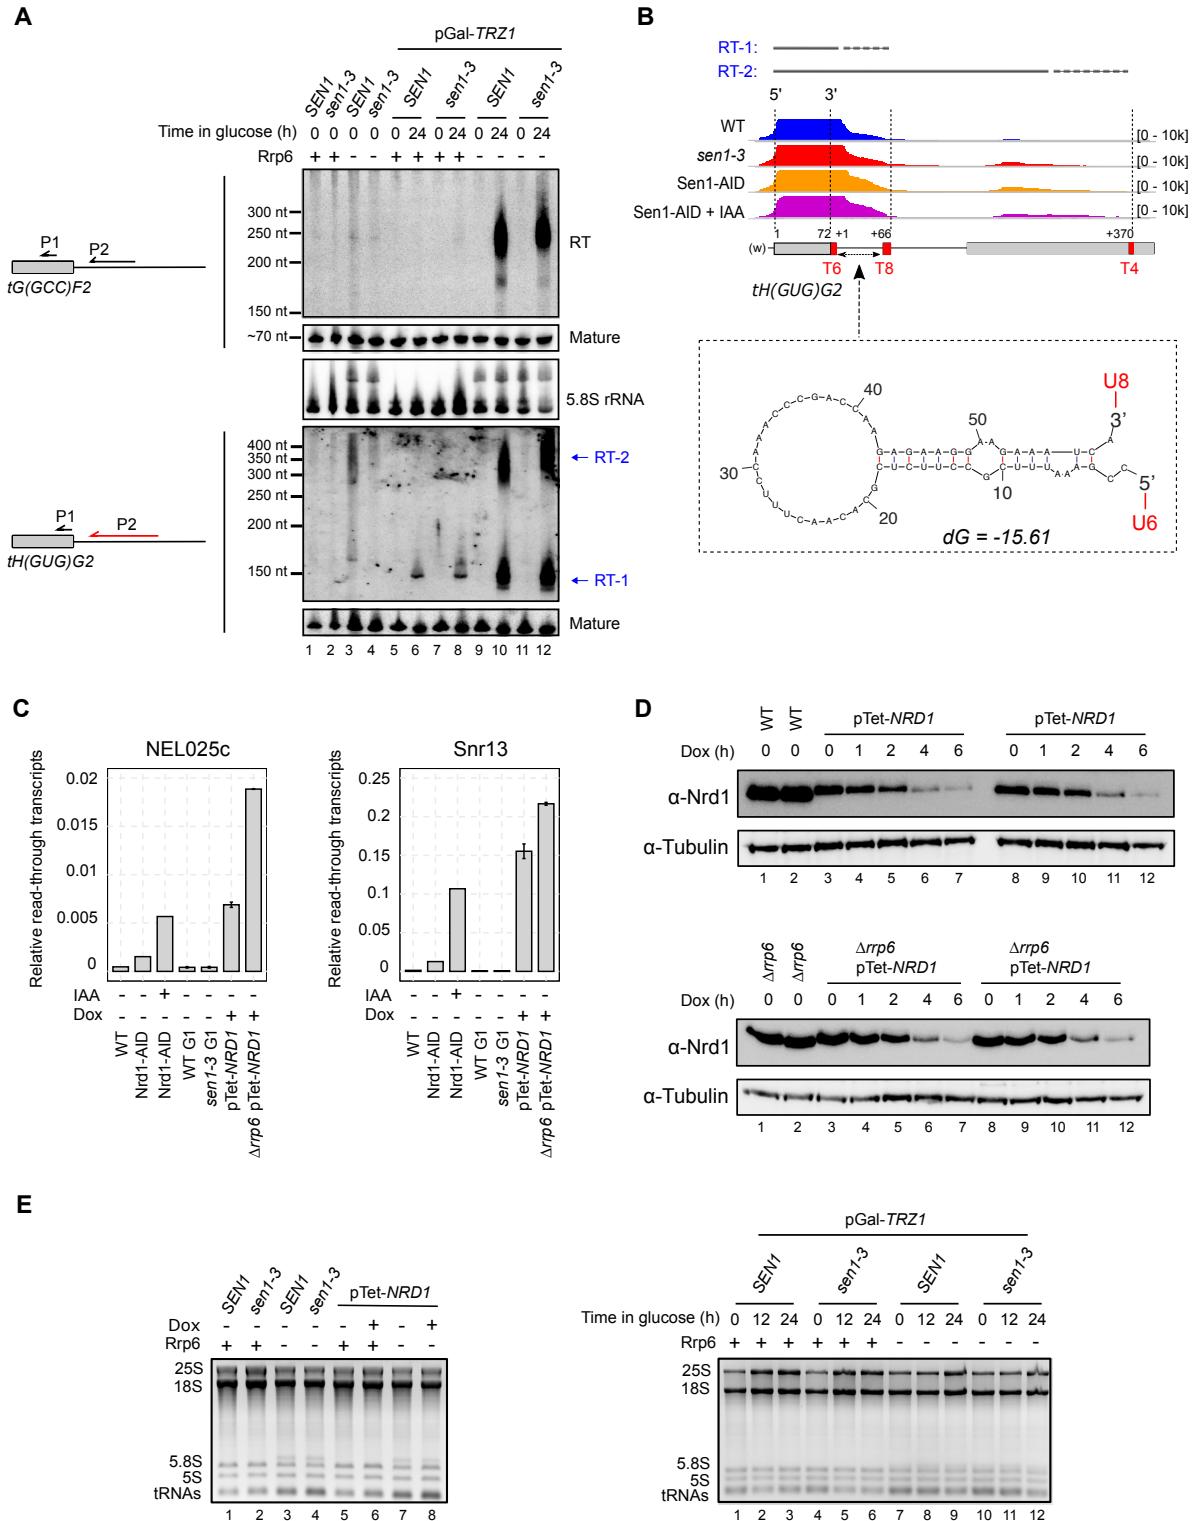 A
pGal-TRZ1
SEN1 sen1-3 SEN1 sen1-3 SEN1 sen1-3 SEN1 sen1-3
Time in glucose (h) 0 0 0 0 0 24 0 24 0 24 0 24
Rrp6 + + - - + + + + - - - -
300 nt
250 nt
200 nt
150 nt
~70 nt
RT
Mature
5.8S rRNA
P1
P2
tG(GCC)F2
400 nt
350 nt
300 nt
250 nt
200 nt
150 nt
RT-2
RT-1
Mature
P1
P2
tH(GUG)G2
1 2 3 4 5 6 7 8 9 10 11 12
B
RT-1:
RT-2:
5' 3'
WT [0 - 10k]
sen1-3 [0 - 10k]
Sen1-AID [0 - 10k]
Sen1-AID + IAA [0 - 10k]
1 72 +1 +66 +370
(w)
T6 T8 T4
tH(GUG)G2
U8
3'
5'
U6
10
20
30
40
50
dG = -15.61
C
NEL025c
Relative read-through transcripts
0.02
0.015
0.01
0.005
0
IAA - - + - - - -
Dox - - - - - + +
WT
Nrd1-AID
Nrd1-AID
WT G1
sen1-3 G1
pTet-NRD1
Δrrp6 pTet-NRD1
Snr13
Relative read-through transcripts
0.25
0.2
0.15
0.1
0.05
0
IAA - - + - - - -
Dox - - - - - + +
WT
Nrd1-AID
Nrd1-AID
WT G1
sen1-3 G1
pTet-NRD1
Δrrp6 pTet-NRD1
D
WT WT pTet-NRD1 pTet-NRD1
Dox (h) 0 0 0 1 2 4 6 0 1 2 4 6
α-Nrd1
α-Tubulin
1 2 3 4 5 6 7 8 9 10 11 12
Δrrp6 Δrrp6 Δrrp6 pTet-NRD1 Δrrp6 pTet-NRD1
Dox (h) 0 0 0 1 2 4 6 0 1 2 4 6
α-Nrd1
α-Tubulin
1 2 3 4 5 6 7 8 9 10 11 12
E
SEN1 sen1-3 SEN1 sen1-3 pTet-NRD1
Dox - - - - - + - +
Rrp6 + + - - + + - -
25S
18S
5.8S
5S
tRNAs
1 2 3 4 5 6 7 8
pGal-TRZ1
SEN1 sen1-3 SEN1 sen1-3
Time in glucose (h) 0 12 24 0 12 24 0 12 24 0 12 24
Rrp6 + + + + + + - - - - - -
25S
18S
5.8S
5S
tRNAs
1 2 3 4 5 6 7 8 9 10 11 12